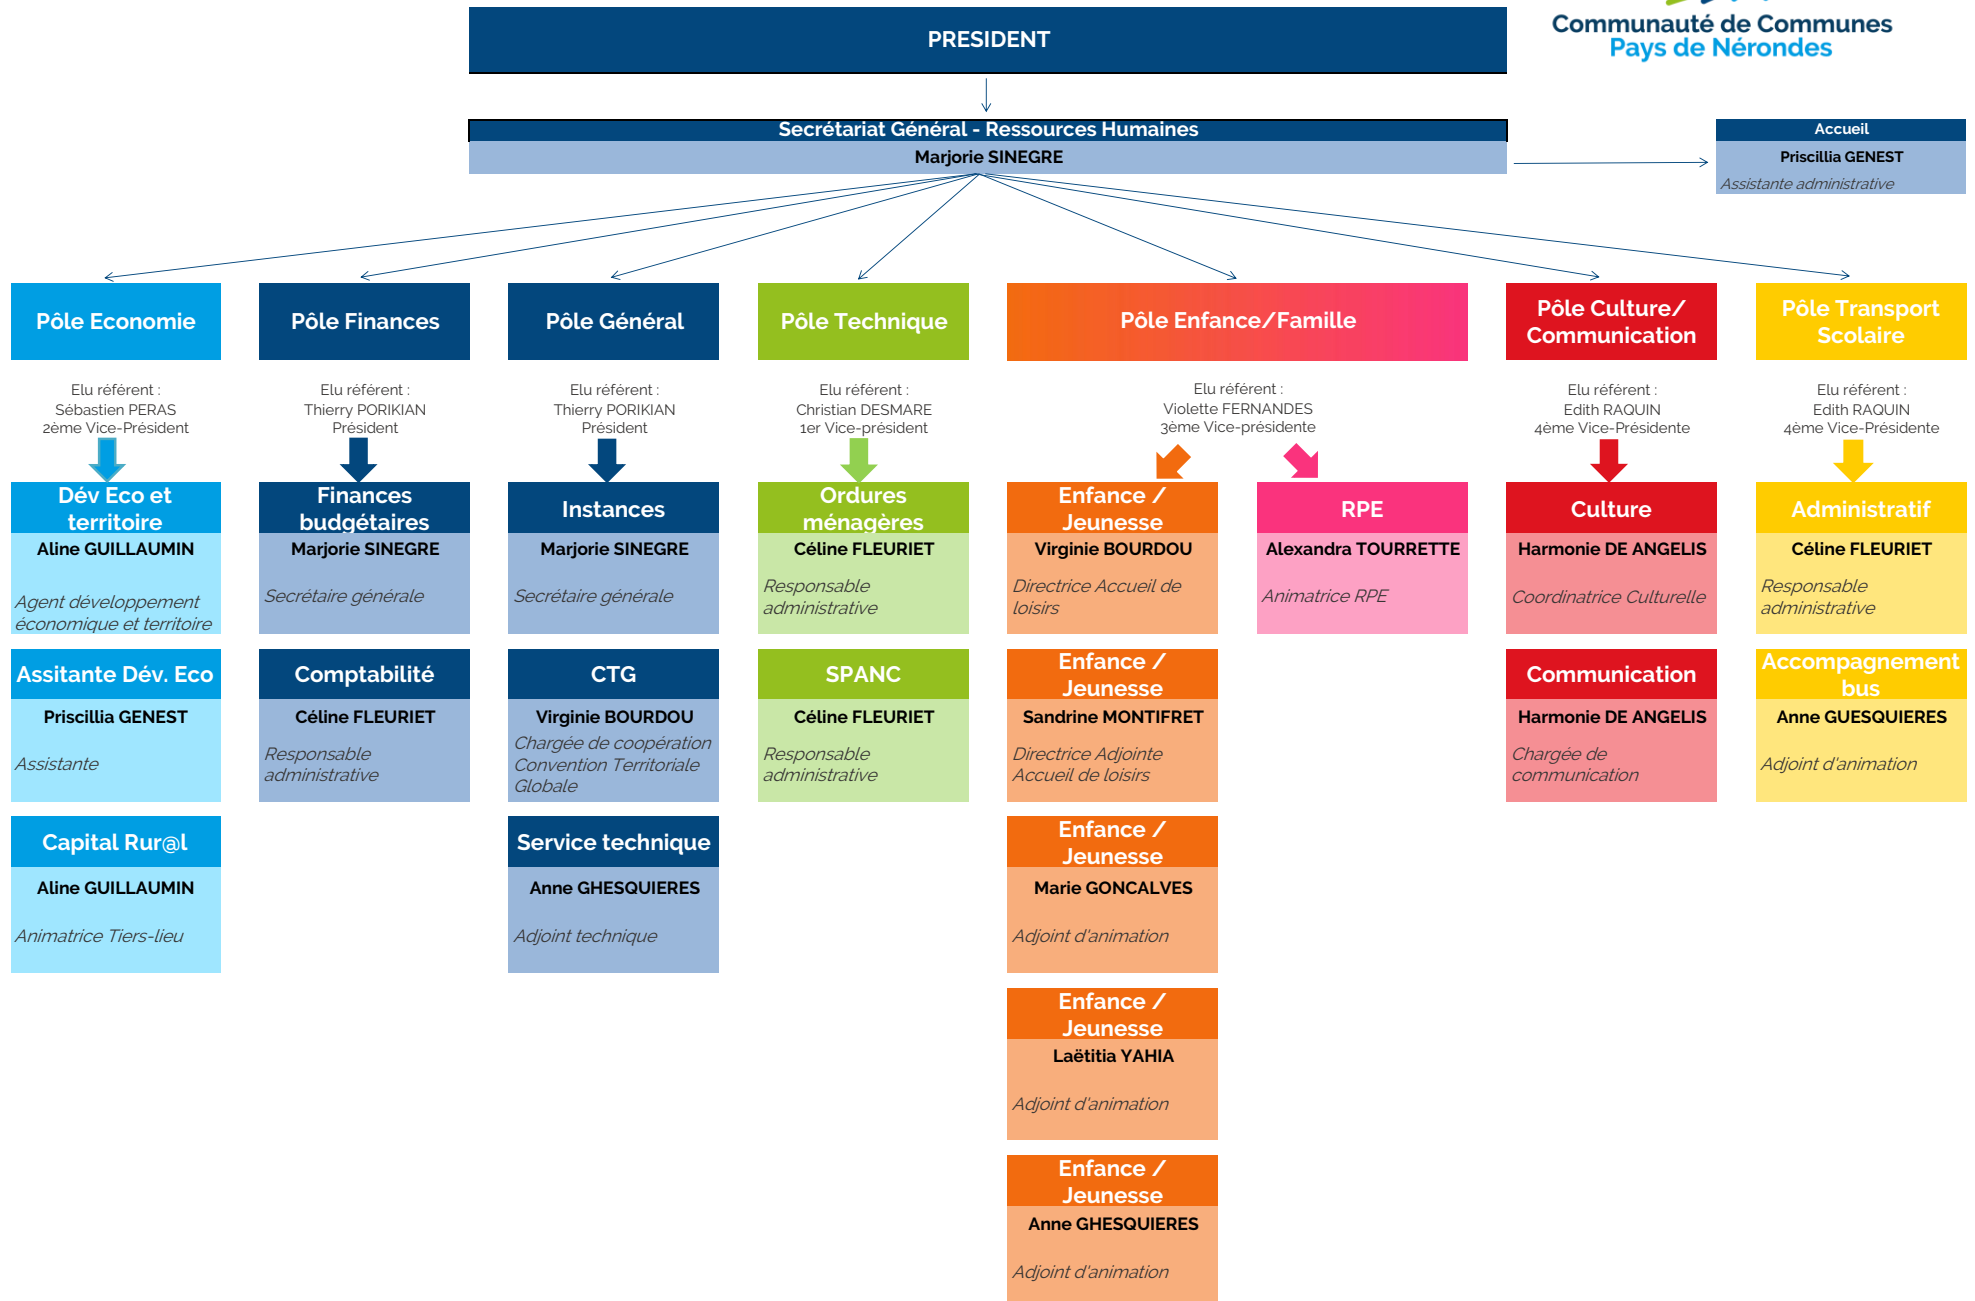 Communauté de Communes
Pays de Nérondes
PRESIDENT
Secrétariat Général - Ressources Humaines
Marjorie SINEGRE
Accueil
Priscillia GENEST
Assistante administrative
Pôle Economie
Elu référent :
Sébastien PERAS
2ème Vice-Président
Dév Eco et
territoire
Aline GUILLAUMIN
Agent développement
économique et territoire
Assitante Dév. Eco
Priscillia GENEST
Assistante
Capital Rur@l
Aline GUILLAUMIN
Animatrice Tiers-lieu
Pôle Finances
Elu référent :
Thierry PORIKIAN
Président
Finances
budgétaires
Marjorie SINEGRE
Secrétaire générale
Comptabilité
Céline FLEURIET
Responsable
administrative
Pôle Général
Elu référent :
Thierry PORIKIAN
Président
Instances
Marjorie SINEGRE
Secrétaire générale
CTG
Virginie BOURDOU
Chargée de coopération
Convention Territoriale
Globale
Service technique
Anne GHESQUIERES
Adjoint technique
Pôle Technique
Elu référent :
Christian DESMARE
1er Vice-président
Ordures
ménagères
Céline FLEURIET
Responsable
administrative
SPANC
Céline FLEURIET
Responsable
administrative
Pôle Enfance/Famille
Elu référent :
Violette FERNANDES
3ème Vice-présidente
Enfance /
Jeunesse
Virginie BOURDOU
Directrice Accueil de
loisirs
Enfance /
Jeunesse
Sandrine MONTIFRET
Directrice Adjointe
Accueil de loisirs
Enfance /
Jeunesse
Marie GONCALVES
Adjoint d'animation
Enfance /
Jeunesse
Laëtitia YAHIA
Adjoint d'animation
Enfance /
Jeunesse
Anne GHESQUIERES
Adjoint d'animation
RPE
Alexandra TOURRETTE
Animatrice RPE
Pôle Culture/
Communication
Elu référent :
Edith RAQUIN
4ème Vice-Présidente
Culture
Harmonie DE ANGELIS
Coordinatrice Culturelle
Communication
Harmonie DE ANGELIS
Chargée de
communication
Pôle Transport
Scolaire
Elu référent :
Edith RAQUIN
4ème Vice-Présidente
Administratif
Céline FLEURIET
Responsable
administrative
Accompagnement
bus
Anne GUESQUIERES
Adjoint d'animation